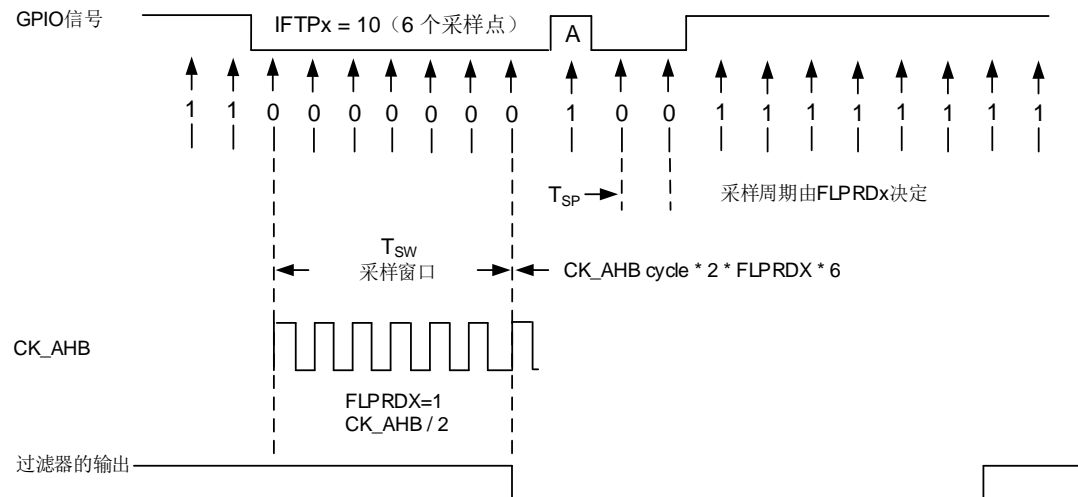 GPIO信号
IFTPx = 10（6 个采样点）
A
1 1 0 0 0 0 0 0 0 1 0 0 1 1 1 1 1 1 1 1
TSP
采样周期由FLPRDx决定
TSW
采样窗口
CK_AHB cycle * 2 * FLPRDX * 6
CK_AHB
FLPRDX=1
CK_AHB / 2
过滤器的输出